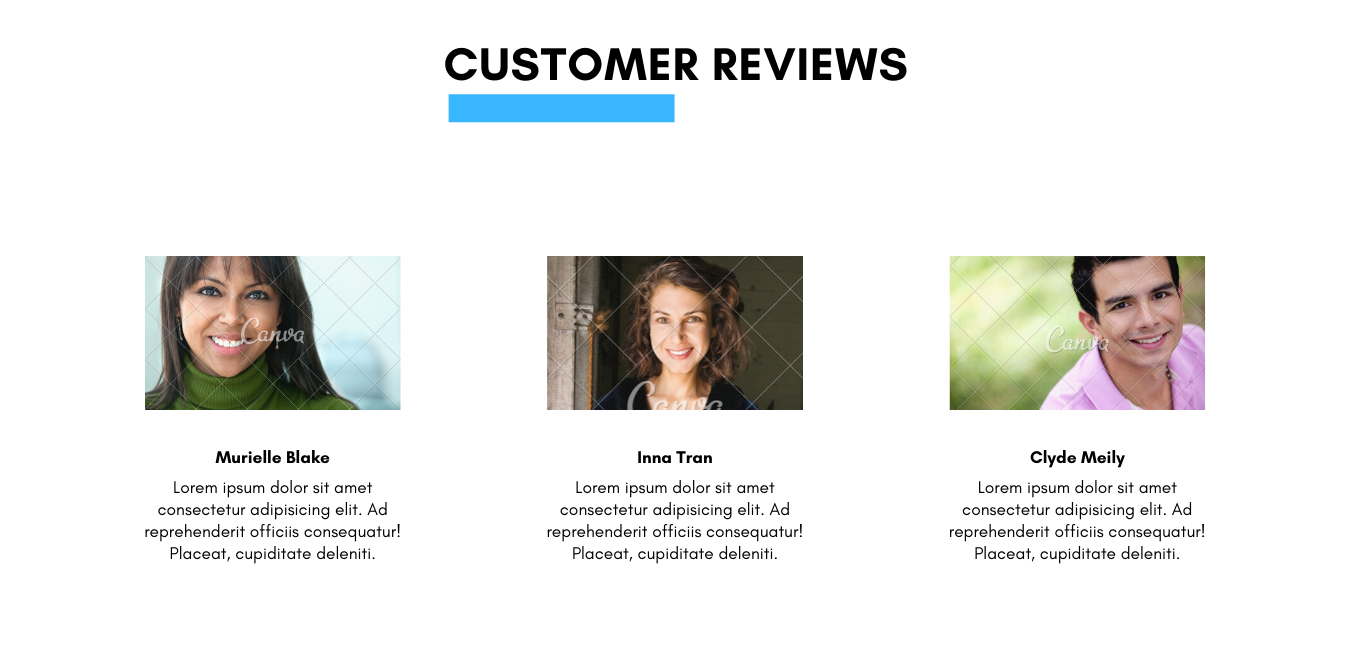 CUSTOMER REVIEWS
Canva
Canva
Canva
Murielle Blake
Lorem ipsum dolor sit amet
consectetur adipisicing elit. Ad
reprehenderit officiis consequatur!
Placeat, cupiditate deleniti.
Inna Tran
Lorem ipsum dolor sit amet
consectetur adipisicing elit. Ad
reprehenderit officiis consequatur!
Placeat, cupiditate deleniti.
Clyde Meily
Lorem ipsum dolor sit amet
consectetur adipisicing elit. Ad
reprehenderit officiis consequatur!
Placeat, cupiditate deleniti.